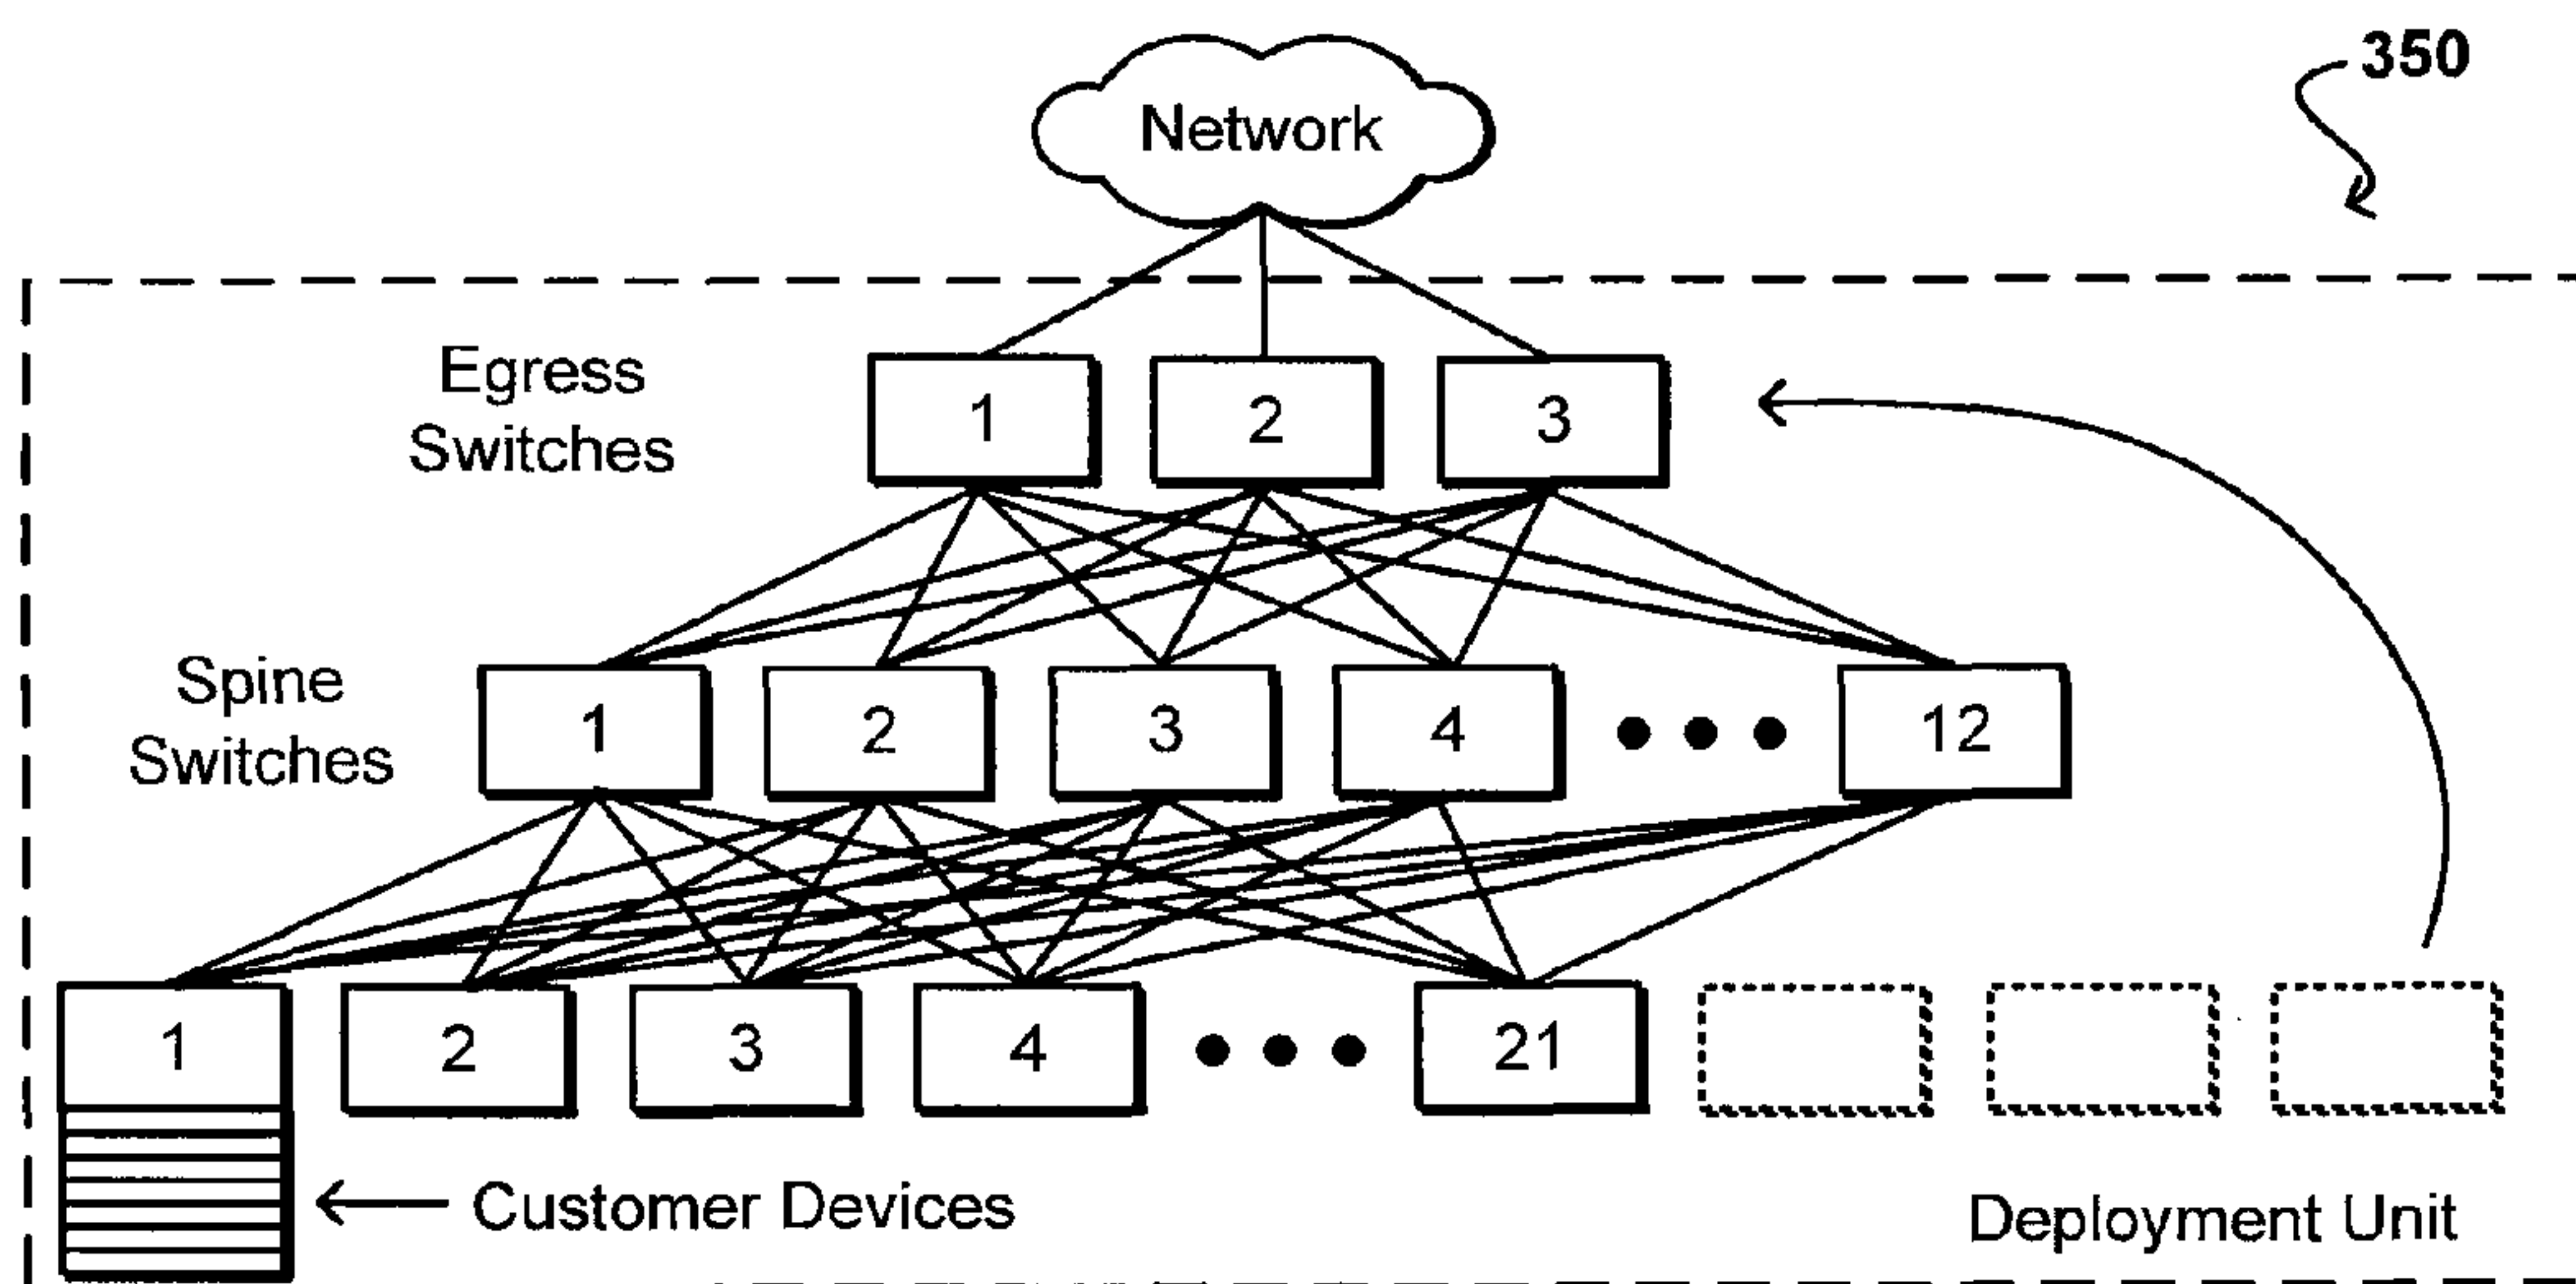 350
Network
Egress
Switches
1 2 3
Spine
Switches
1 2 3 4 12
1 2 3 4 21
Customer Devices
Deployment Unit